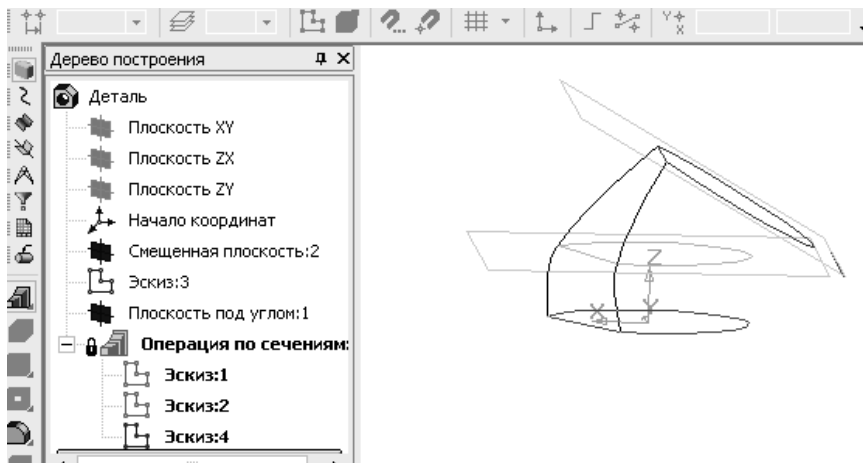 Дерево построения
Деталь
Плоскость XY
Плоскость ZX
Плоскость ZY
Начало координат
Смещенная плоскость:2
Эскиз:3
Плоскость под углом:1
Операция по сечениям:
Эскиз:1
Эскиз:2
Эскиз:4
Z
X Y